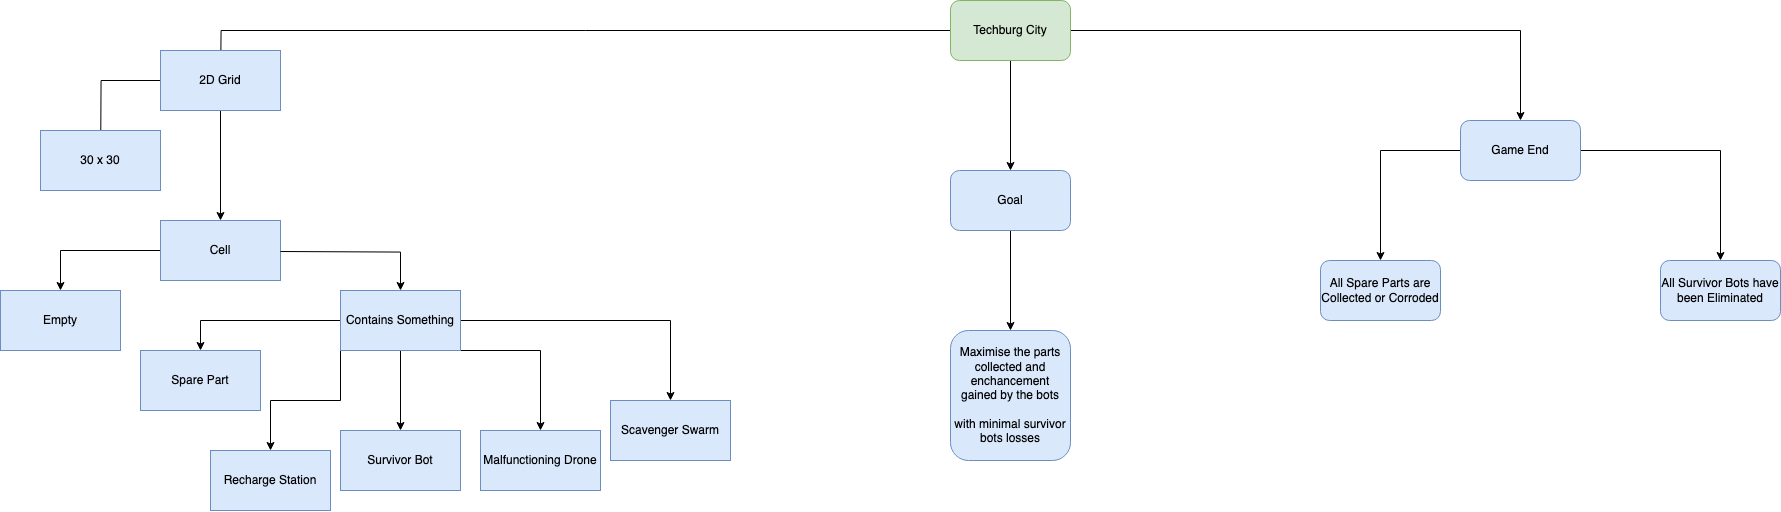 Techburg City
2D Grid
30 x 30
Cell
Empty
Contains Something
Spare Part
Recharge Station
Survivor Bot
Malfunctioning Drone
Scavenger Swarm
Goal
Maximise the parts
collected and
enchancement
gained by the bots
with minimal survivor
bots losses
Game End
All Spare Parts are
Collected or Corroded
All Survivor Bots have
been Eliminated